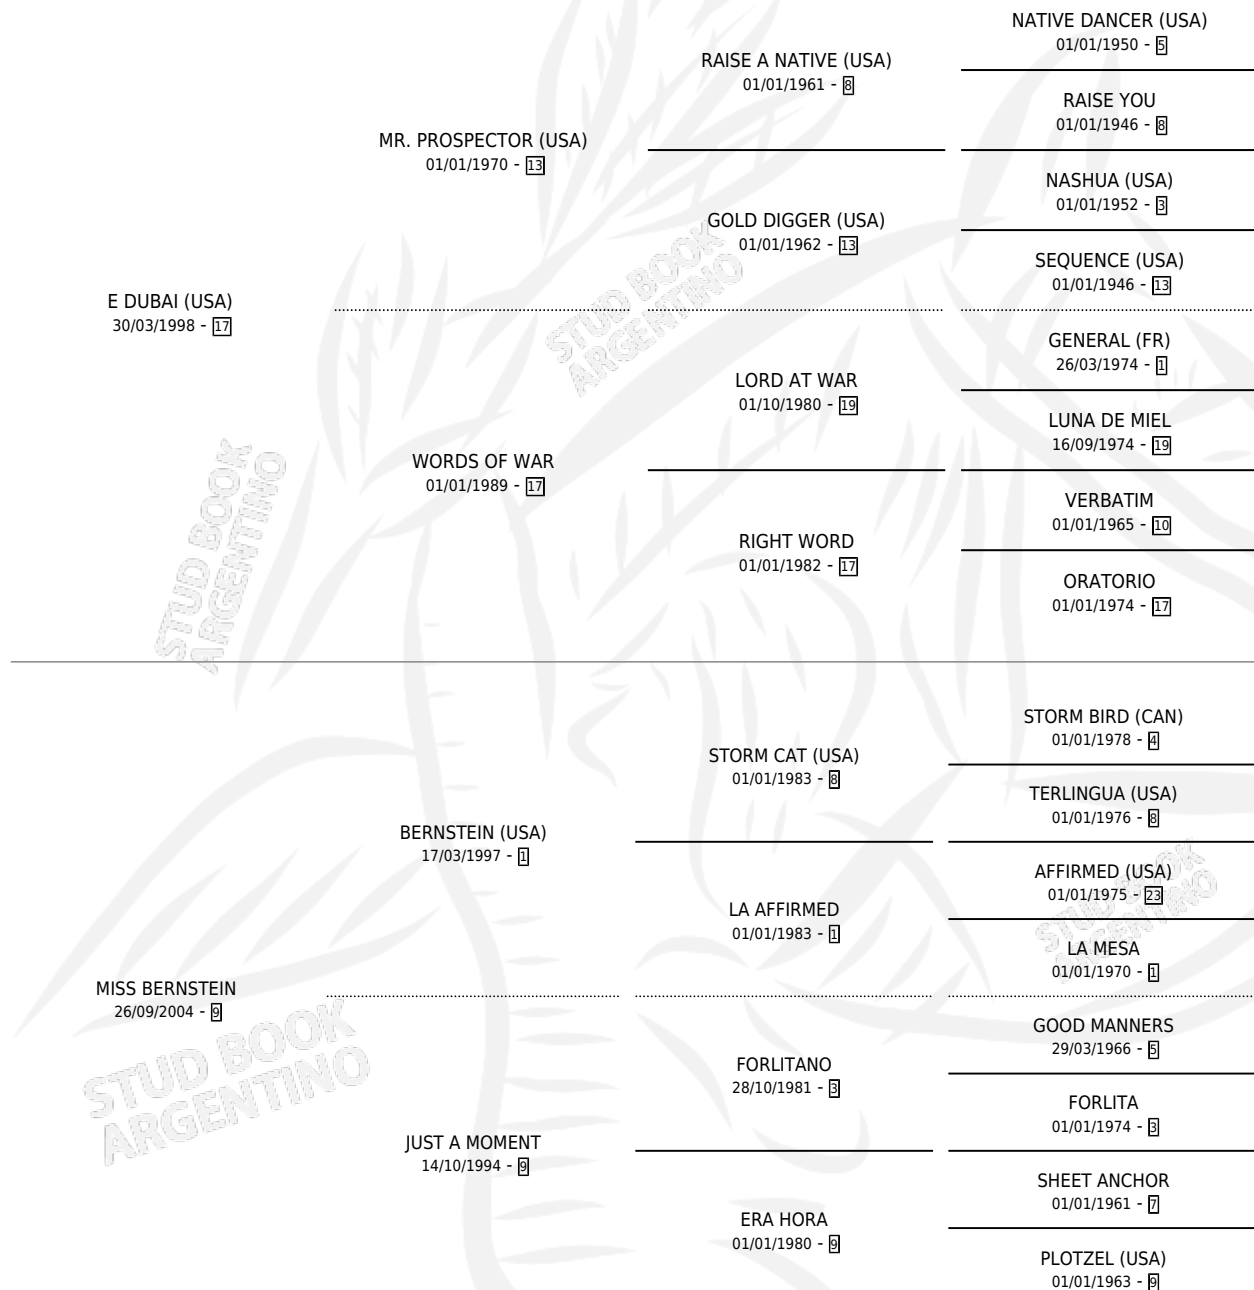 NATIVE DANCER (USA)
01/01/1950 - 5
RAISE A NATIVE (USA)
01/01/1961 - 8
RAISE YOU
01/01/1946 - 8
MR. PROSPECTOR (USA)
01/01/1970 - 13
NASHUA (USA)
01/01/1952 - 3
GOLD DIGGER (USA)
01/01/1962 - 13
SEQUENCE (USA)
01/01/1946 - 13
E DUBAI (USA)
30/03/1998 - 17
GENERAL (FR)
26/03/1974 - 1
LORD AT WAR
01/10/1980 - 19
LUNA DE MIEL
16/09/1974 - 19
WORDS OF WAR
01/01/1989 - 17
VERBATIM
01/01/1965 - 10
RIGHT WORD
01/01/1982 - 17
ORATORIO
01/01/1974 - 17
STORM BIRD (CAN)
01/01/1978 - 4
STORM CAT (USA)
01/01/1983 - 8
TERLINGUA (USA)
01/01/1976 - 8
BERNSTEIN (USA)
17/03/1997 - 1
AFFIRMED (USA)
01/01/1975 - 23
LA AFFIRMED
01/01/1983 - 1
LA MESA
01/01/1970 - 1
MISS BERNSTEIN
26/09/2004 - 9
GOOD MANNERS
29/03/1966 - 5
FORLITANO
28/10/1981 - 3
FORLITA
01/01/1974 - 3
JUST A MOMENT
14/10/1994 - 9
SHEET ANCHOR
01/01/1961 - 7
ERA HORA
01/01/1980 - 9
PLOTZEL (USA)
01/01/1963 - 9
STUD BOOK
ARGENTINO
STUD BOOK
ARGENTINO
STUD BOOK
ARGENTINO
STUD BOOK
ARGENTINO